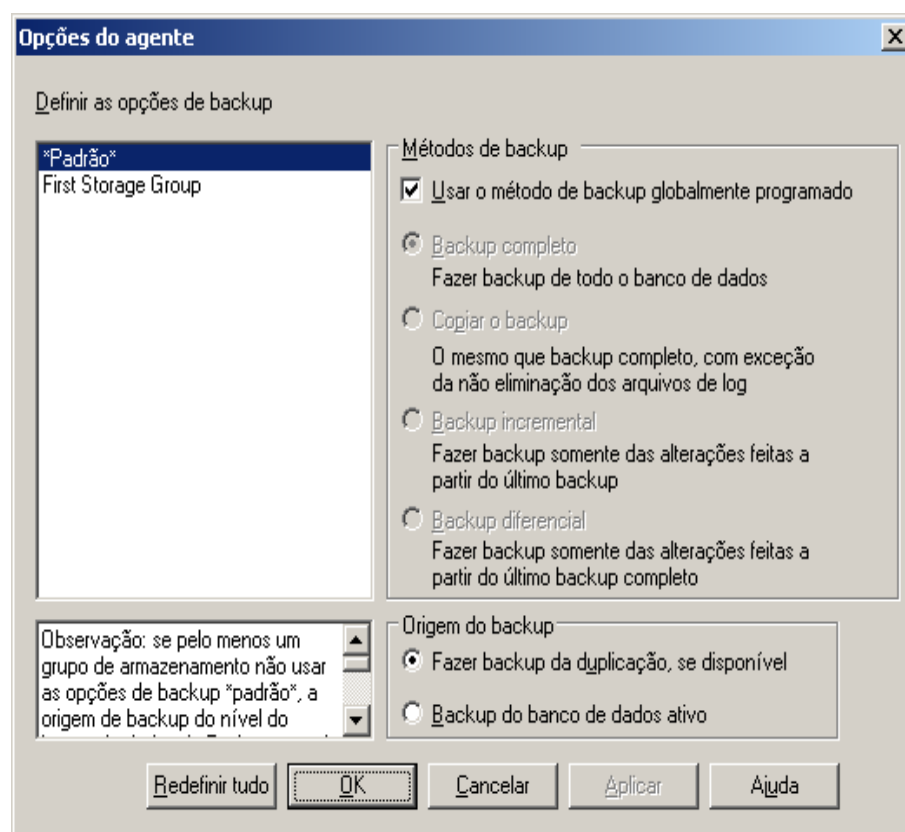 Opções do agente
Definir as opções de backup
*Padrão*
First Storage Group
Métodos de backup
Usar o método de backup globalmente programado
Backup completo
Fazer backup de todo o banco de dados
Copiar o backup
O mesmo que backup completo, com exceção
da não eliminação dos arquivos de log
Backup incremental
Fazer backup somente das alterações feitas a
partir do último backup
Backup diferencial
Fazer backup somente das alterações feitas a
partir do último backup completo
Observação: se pelo menos um
grupo de armazenamento não usar
as opções de backup *padrão*, a
origem de backup do nível do
Origem do backup
Fazer backup da duplicação, se disponível
Backup do banco de dados ativo
Redefinir tudo
OK
Cancelar
Aplicar
Ajuda